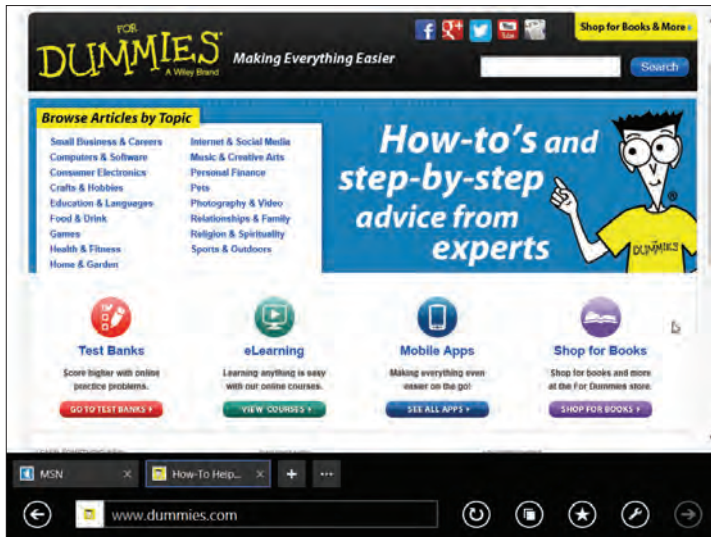 FOR
DUMMIES
A Wiley Brand
Making Everything Easier
You
Tube
Shop for Books & More
Search
Browse Articles by Topic
Small Business & Careers
Computers & Software
Consumer Electronics
Crafts & Hobbies
Education & Languages
Food & Drink
Games
Health & Fitness
Home & Garden
Internet & Social Media
Music & Creative Arts
Personal Finance
Pets
Photography & Video
Relationships & Family
Religion & Spirituality
Sports & Outdoors
How-to's and
step-by-step
advice from
experts
®
DUMMIES
Test Banks
Score higher with online
practice problems.
GO TO TEST BANKS
eLearning
Learning anything is easy
with our online courses.
VIEW COURSES
Mobile Apps
Making everything even
easier on the go!
SEE ALL APPS
Shop for Books
Shop for books and more
at the For Dummies store.
SHOP FOR BOOKS
MSN
How-To Help...
www.dummies.com